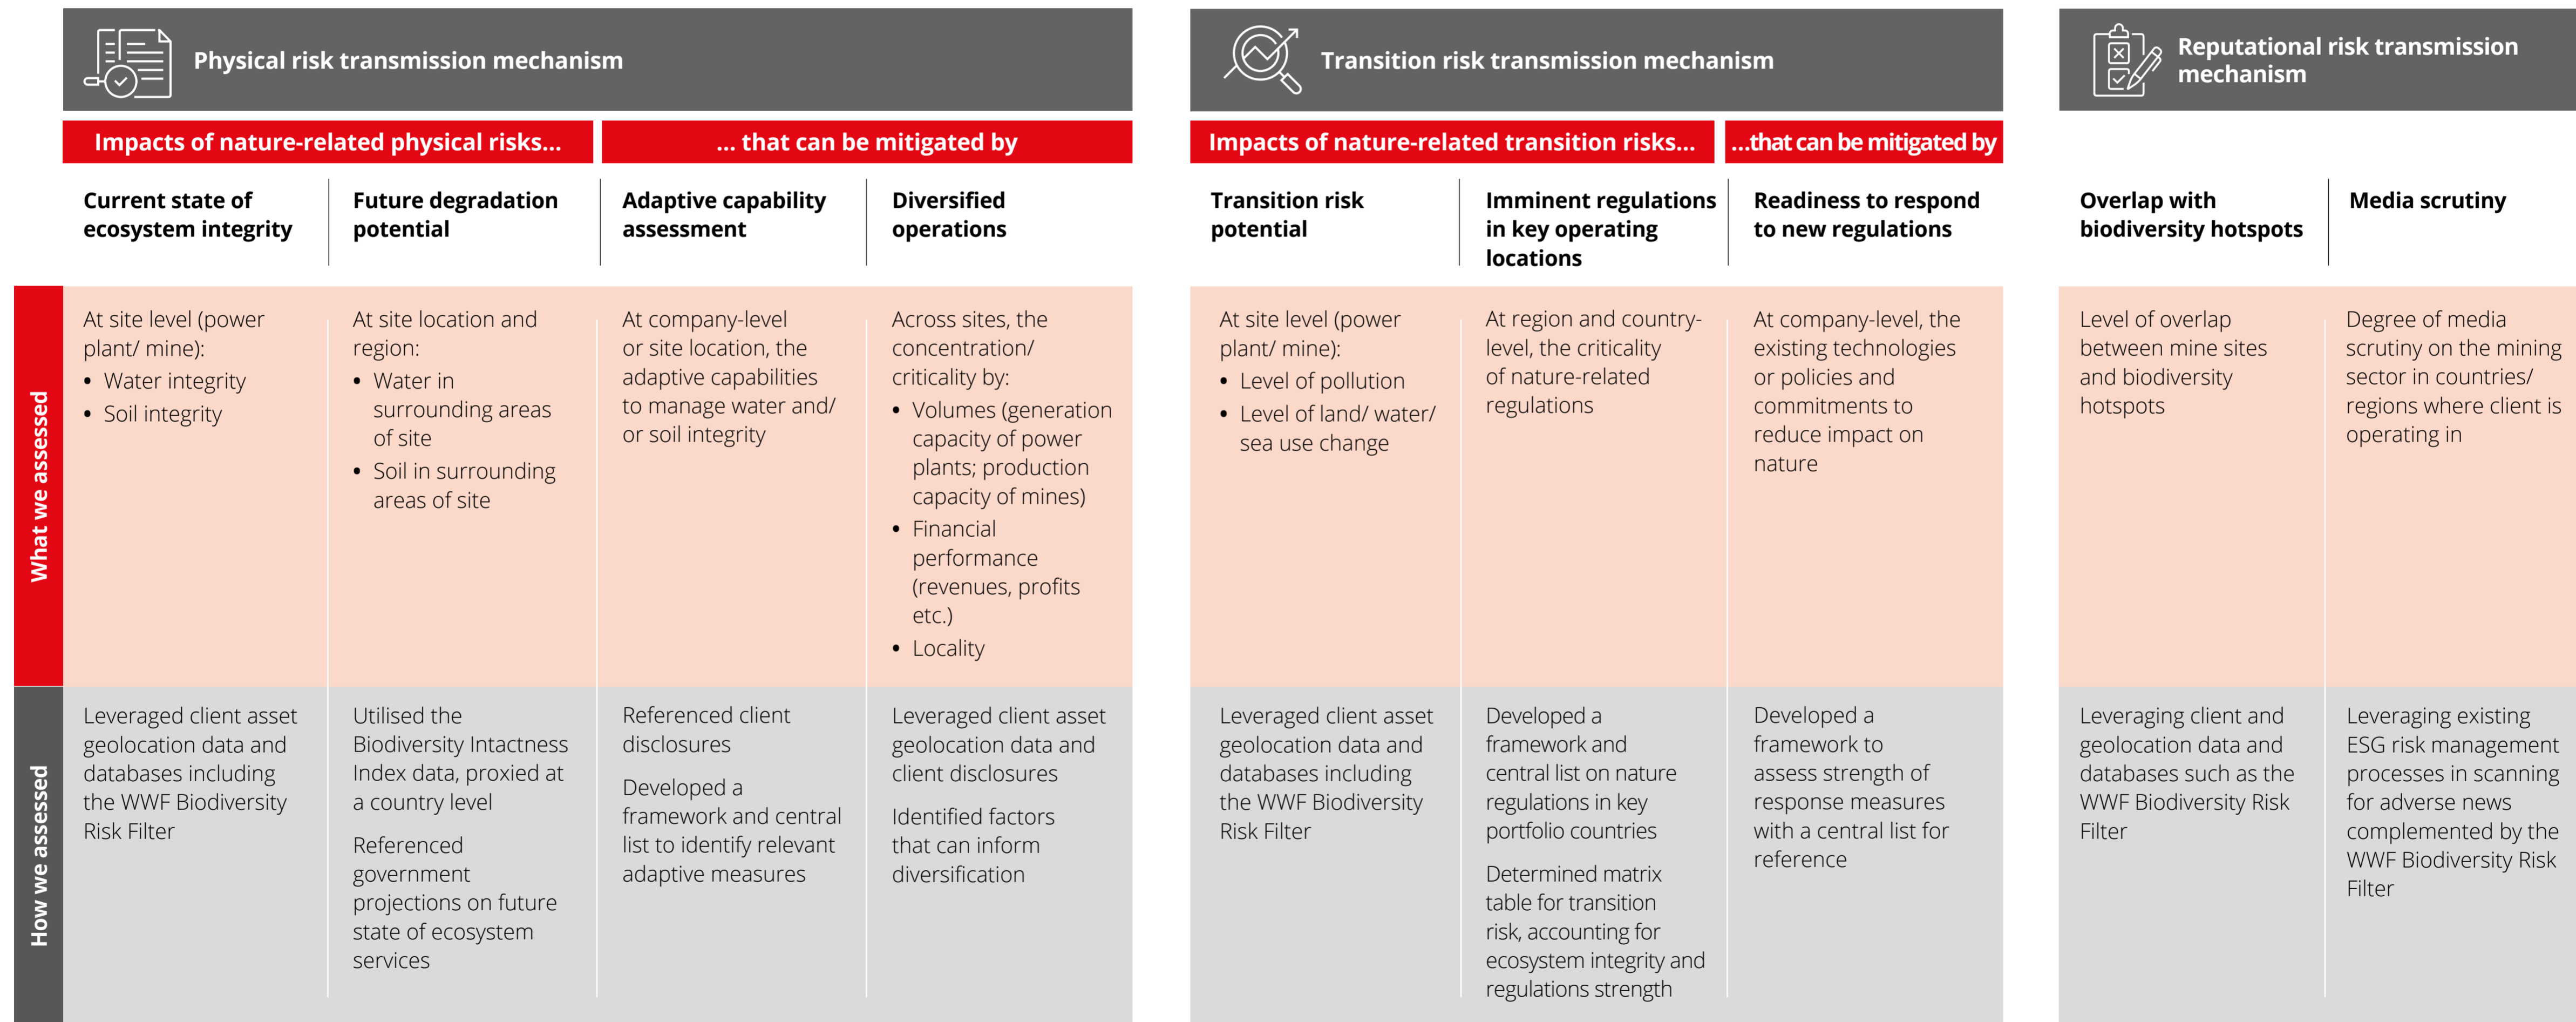 Physical risk transmission mechanism
Impacts of nature-related physical risks...
... that can be mitigated by
Current state of
ecosystem integrity
Future degradation
potential
Adaptive capability
assessment
Diversified
operations
Transition risk transmission mechanism
Impacts of nature-related transition risks...
...that can be mitigated by
Transition risk
potential
Imminent regulations
in key operating
locations
Readiness to respond
to new regulations
Reputational risk transmission
mechanism
Overlap with
biodiversity hotspots
Media scrutiny
What we assessed
At site level (power
plant/ mine):
• Water integrity
• Soil integrity
At site location and
region:
• Water in
surrounding areas
of site
• Soil in surrounding
areas of site
At company-level
or site location, the
adaptive capabilities
to manage water and/
or soil integrity
Across sites, the
concentration/
criticality by:
• Volumes (generation
capacity of power
plants; production
capacity of mines)
• Financial
performance
(revenues, profits
etc.)
• Locality
At site level (power
plant/ mine):
• Level of pollution
• Level of land/ water/
sea use change
At region and country-
level, the criticality
of nature-related
regulations
At company-level, the
existing technologies
or policies and
commitments to
reduce impact on
nature
Level of overlap
between mine sites
and biodiversity
hotspots
Degree of media
scrutiny on the mining
sector in countries/
regions where client is
operating in
How we assessed
Leveraged client asset
geolocation data and
databases including
the WWF Biodiversity
Risk Filter
Utilised the
Biodiversity Intactness
Index data, proxied at
a country level
Referenced
government
projections on future
state of ecosystem
services
Referenced client
disclosures
Developed a
framework and central
list to identify relevant
adaptive measures
Leveraged client asset
geolocation data and
client disclosures
Identified factors
that can inform
diversification
Leveraged client asset
geolocation data and
databases including
the WWF Biodiversity
Risk Filter
Developed a
framework and
central list on nature
regulations in key
portfolio countries
Determined matrix
table for transition
risk, accounting for
ecosystem integrity and
regulations strength
Developed a
framework to
assess strength of
response measures
with a central list for
reference
Leveraging client and
geolocation data and
databases such as the
WWF Biodiversity Risk
Filter
Leveraging existing
ESG risk management
processes in scanning
for adverse news
complemented by the
WWF Biodiversity Risk
Filter